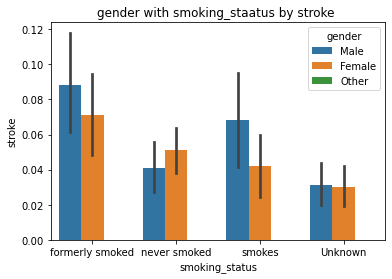 gender with smoking_staatus by stroke
gender
Male
Female
Other
0.12
0.10
0.08
0.06
0.04
0.02
0.00
stroke
formerly smoked never smoked smokes Unknown
smoking_status